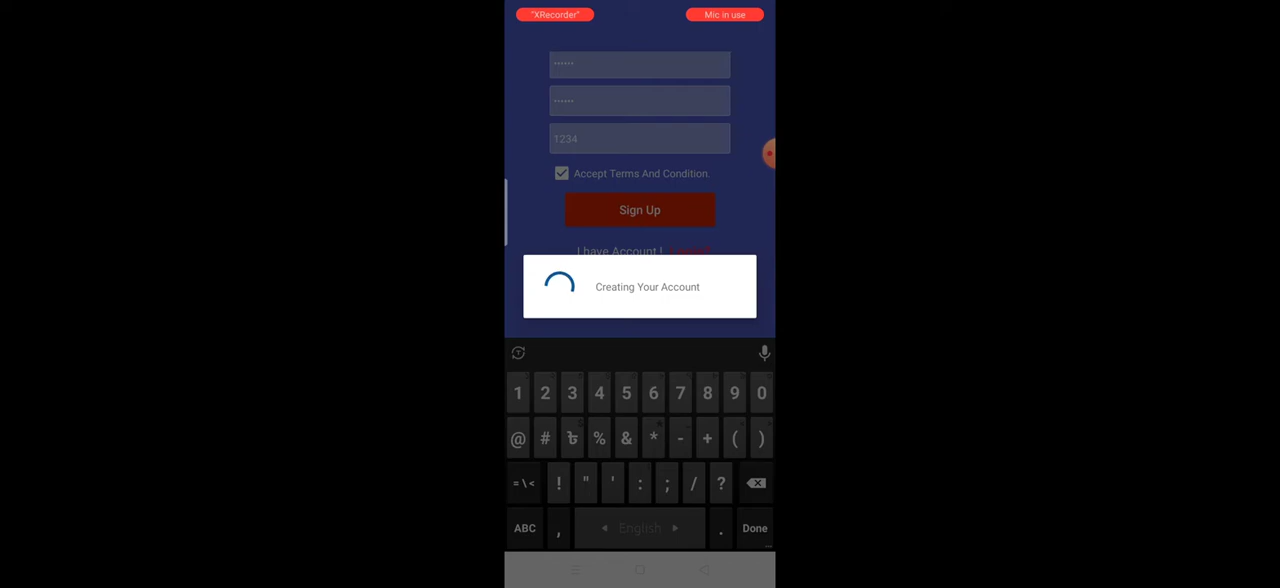 "XRecorder" Mic in use
••••••
••••••
1234
Accept Terms And Condition.
Sign Up
I have Account !
Creating Your Account
1 2 3 4 5 6 7 8 9 0
@ # ৳ % & * - + ( )
= \ < ! " ' : ; / ?
ABC , English . Done